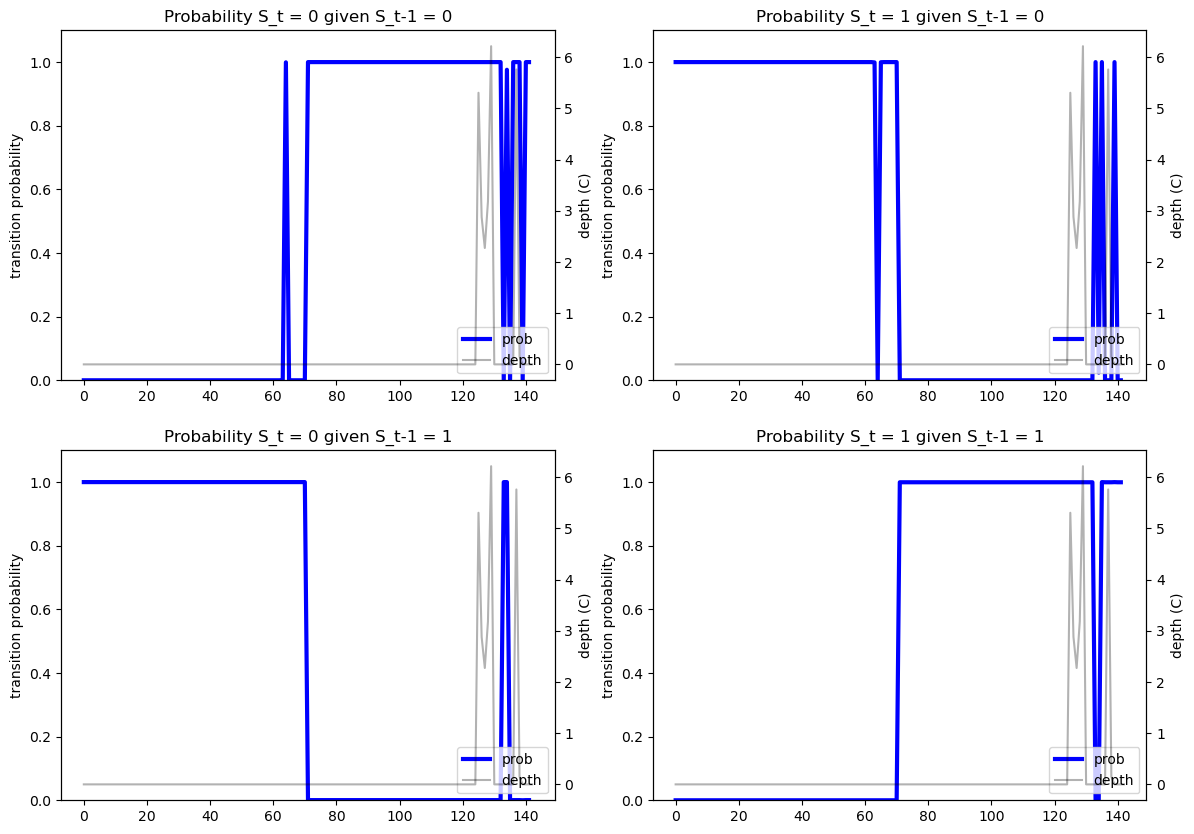 Probability S_t = 0 given S_t-1 = 0
transition probability
1.0
0.8
0.6
0.4
0.2
0.0
0 20 40 60 80 100 120 140
6
5
4
3
2
1
0
depth (C)
prob
depth
Probability S_t = 1 given S_t-1 = 0
transition probability
1.0
0.8
0.6
0.4
0.2
0.0
0 20 40 60 80 100 120 140
6
5
4
3
2
1
0
depth (C)
prob
depth
Probability S_t = 0 given S_t-1 = 1
transition probability
1.0
0.8
0.6
0.4
0.2
0.0
0 20 40 60 80 100 120 140
6
5
4
3
2
1
0
depth (C)
prob
depth
Probability S_t = 1 given S_t-1 = 1
transition probability
1.0
0.8
0.6
0.4
0.2
0.0
0 20 40 60 80 100 120 140
6
5
4
3
2
1
0
depth (C)
prob
depth